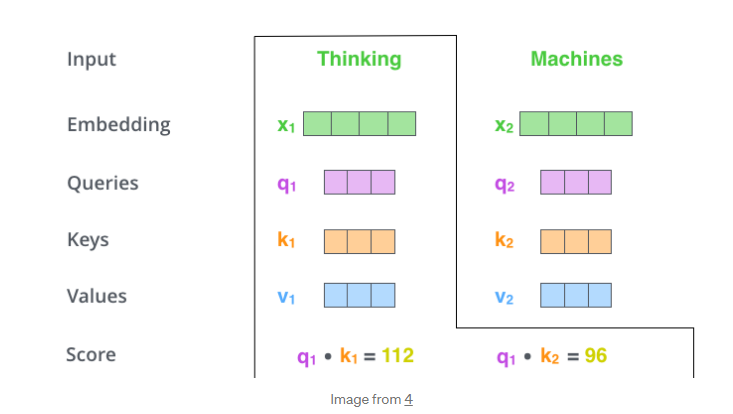 Input Thinking Machines
Embedding x₁ x₂
Queries q₁ q₂
Keys k₁ k₂
Values v₁ v₂
Score q₁ • k₁ = 112 q₁ • k₂ = 96
Image from 4